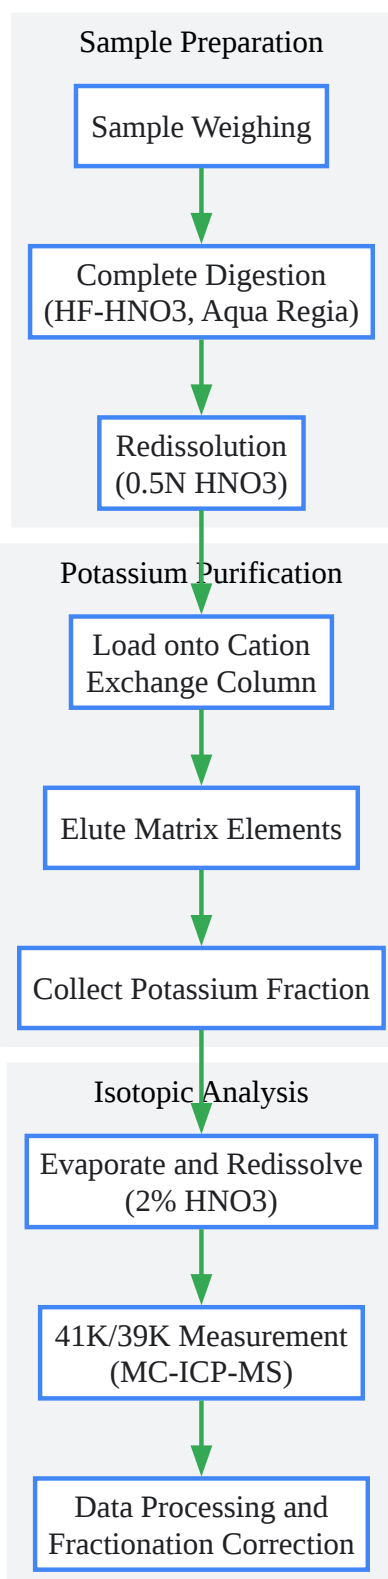 Sample Preparation
Sample Weighing
Complete Digestion
(HF-HNO3, Aqua Regia)
Redissolution
(0.5N HNO3)
Potassium Purification
Load onto Cation
Exchange Column
Elute Matrix Elements
Collect Potassium Fraction
Isotopic Analysis
Evaporate and Redissolve
(2% HNO3)
41K/39K Measurement
(MC-ICP-MS)
Data Processing and
Fractionation Correction